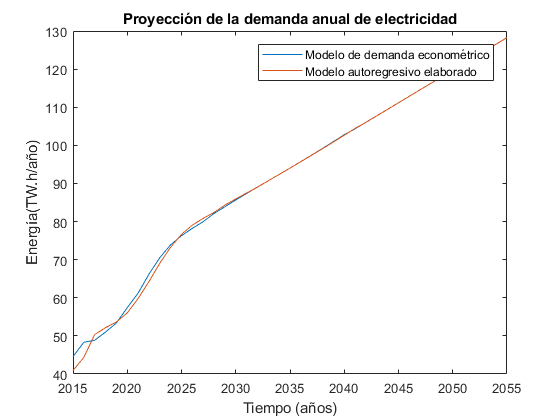 Proyección de la demanda anual de electricidad
Modelo de demanda econométrico
Modelo autoregresivo elaborado
Energía(TW.h/año)
130
120
110
100
90
80
70
60
50
40
2015 2020 2025 2030 2035 2040 2045 2050 2055
Tiempo (años)